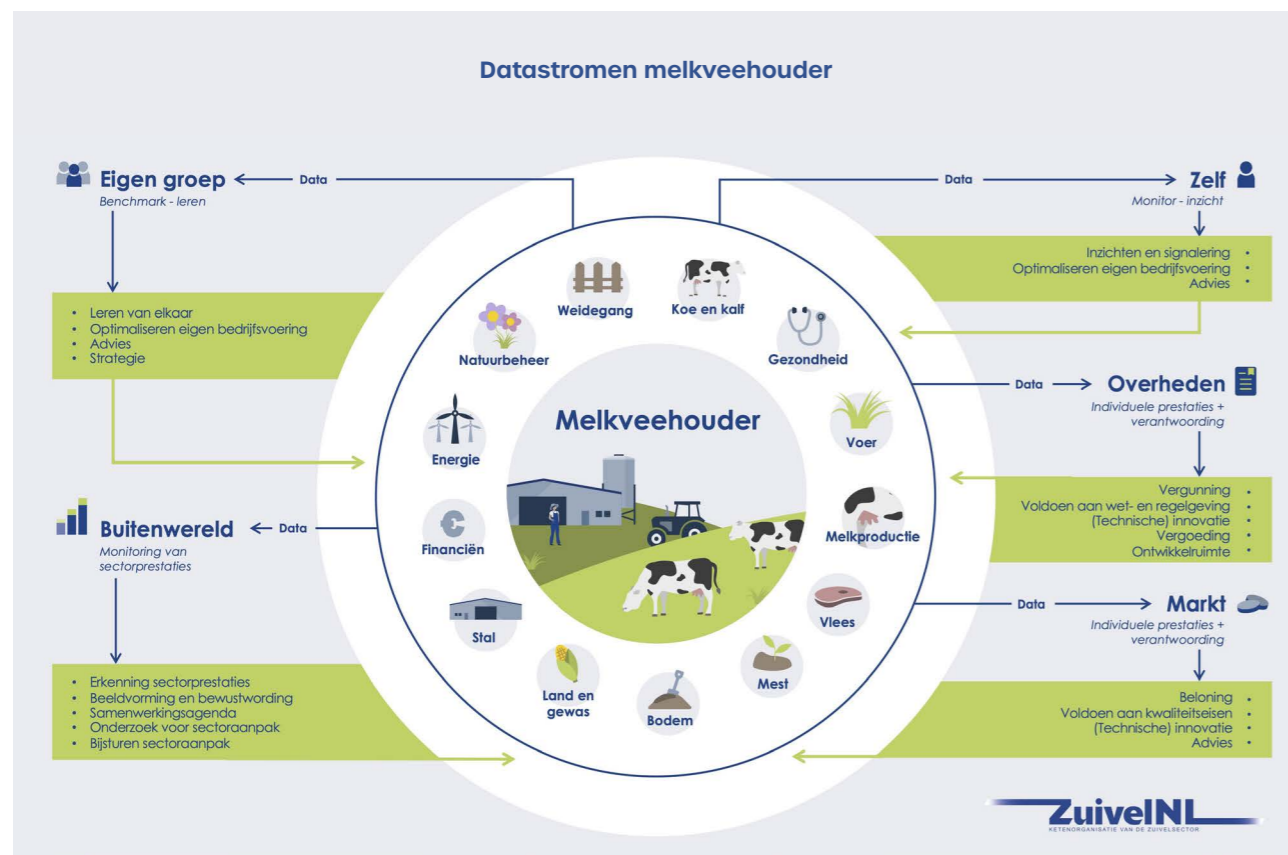 Datastromen melkveehouder
Eigen groep
Data
Benchmark - leren
• Leren van elkaar
• Optimaliseren eigen bedrijfsvoering
• Advies
• Strategie
Buitenwereld
Data
Monitoring van
sectorprestaties
• Erkenning sectorprestaties
• Beeldvorming en bewustwording
• Samenwerkingsagenda
• Onderzoek voor sectoraanpak
• Bijsturen sectoraanpak
Weidegang
Koe en kalf
Natuurbeheer
Gezondheid
Melkveehouder
Energie
Voer
Financiën
Melkproductie
Stal
Vlees
Land en
gewas
Mest
Bodem
Data
Zelf
Monitor - inzicht
Inzichten en signalering •
Optimaliseren eigen bedrijfsvoering •
Advies •
Data
Overheden
Individuele prestaties +
verantwoording
Vergunning •
Voldoen aan wet- en regelgeving •
(Technische) innovatie •
Vergoeding •
Ontwikkelruimte •
Data
Markt
Individuele prestaties +
verantwoording
Beloning •
Voldoen aan kwaliteitseisen •
(Technische) innovatie •
Advies •
ZuivelNL
KETENORGANISATIE VAN DE ZUIVELSECTOR